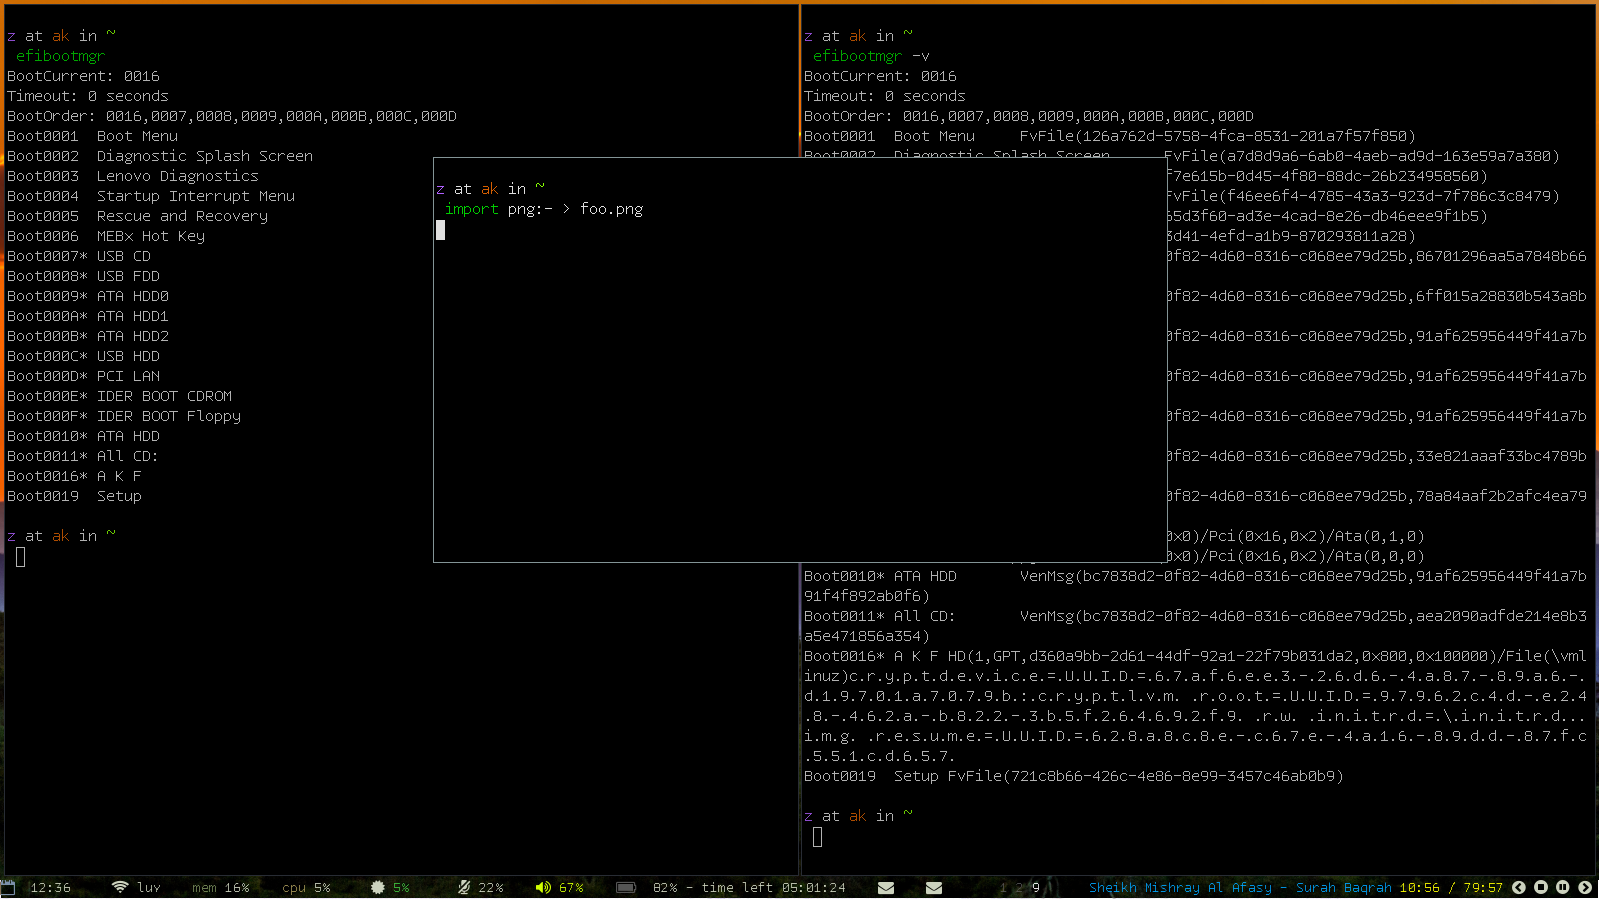 z at ak in ~
efibootmgr
BootCurrent: 0016
Timeout: 0 seconds
BootOrder: 0016,0007,0008,0009,000A,000B,000C,000D
Boot0001  Boot Menu
Boot0002  Diagnostic Splash Screen
Boot0003  Lenovo Diagnostics
Boot0004  Startup Interrupt Menu
Boot0005  Rescue and Recovery
Boot0006  MEBx Hot Key
Boot0007* USB CD
Boot0008* USB FDD
Boot0009* ATA HDD0
Boot000A* ATA HDD1
Boot000B* ATA HDD2
Boot000C* USB HDD
Boot000D* PCI LAN
Boot000E* IDER BOOT CDROM
Boot000F* IDER BOOT Floppy
Boot0010* ATA HDD
Boot0011* All CD:
Boot0016* A K F
Boot0019  Setup
z at ak in ~
z at ak in ~
import png:- > foo.png
z at ak in ~
efibootmgr -v
BootCurrent: 0016
Timeout: 0 seconds
BootOrder: 0016,0007,0008,0009,000A,000B,000C,000D
Boot0001  Boot Menu     FvFile(126a762d-5758-4fca-8531-201a7f57f850)
Boot0002  Diagnostic Splash Screen      FvFile(a7d8d9a6-6ab0-4aeb-ad9d-163e59a7a380)
f7e615b-0d45-4f80-88dc-26b234958560)
FvFile(f46ee6f4-4785-43a3-923d-7f786c3c8479)
65d3f60-ad3e-4cad-8e26-db46eee9f1b5)
3d41-4efd-a1b9-870293811a28)
0f82-4d60-8316-c068ee79d25b,86701296aa5a7848b66
0f82-4d60-8316-c068ee79d25b,6ff015a28830b543a8b
0f82-4d60-8316-c068ee79d25b,91af625956449f41a7b
0f82-4d60-8316-c068ee79d25b,91af625956449f41a7b
0f82-4d60-8316-c068ee79d25b,91af625956449f41a7b
0f82-4d60-8316-c068ee79d25b,33e821aaaf33bc4789b
0f82-4d60-8316-c068ee79d25b,78a84aaf2b2afc4ea79
0x0)/Pci(0x16,0x2)/Ata(0,1,0)
0x0)/Pci(0x16,0x2)/Ata(0,0,0)
Boot0010* ATA HDD       VenMsg(bc7838d2-0f82-4d60-8316-c068ee79d25b,91af625956449f41a7b
91f4f892ab0f6)
Boot0011* All CD:       VenMsg(bc7838d2-0f82-4d60-8316-c068ee79d25b,aea2090adfde214e8b3
a5e471856a354)
Boot0016* A K F HD(1,GPT,d360a9bb-2d61-44df-92a1-22f79b031da2,0x800,0x100000)/File(\vml
inuz)c.r.y.p.t.d.e.v.i.c.e.=.U.U.I.D.=.6.7.a.f.6.e.e.3.-.2.6.d.6.-.4.a.8.7.-.8.9.a.6.-.
d.1.9.7.0.1.a.7.0.7.9.b.:.c.r.y.p.t.l.v.m. .r.o.o.t.=.U.U.I.D.=.9.7.9.6.2.c.4.d.-.e.2.4
.8.-.4.6.2.a.-.b.8.2.2.-.3.b.5.f.2.6.4.6.9.2.f.9. .r.w. .i.n.i.t.r.d.=.\.i.n.i.t.r.d...
i.m.g. .r.e.s.u.m.e.=.U.U.I.D.=.6.2.8.a.8.c.8.e.-.c.6.7.e.-.4.a.1.6.-.8.9.d.d.-.8.7.f.c
.5.5.1.c.d.6.5.7.
Boot0019  Setup FvFile(721c8b66-426c-4e86-8e99-3457c46ab0b9)
z at ak in ~
12:36 luv mem 16% cpu 5% 5% 22% 67% 82% - time left 05:01:24 1 2 9 Sheikh Mishray Al Afasy - Surah Baqrah 10:56 / 79:57